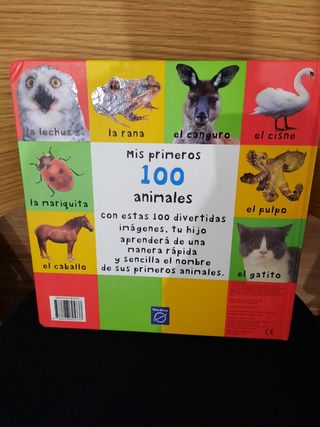 la lechuza
la rana
el canguro
el cisne
la mariquita
Mis primeros
100
animales
el pulpo
con estas 100 divertidas
imágenes, tu hijo
aprenderá de una
manera rápida
y sencilla el nombre
de sus primeros animales.
el caballo
el gatito
CE